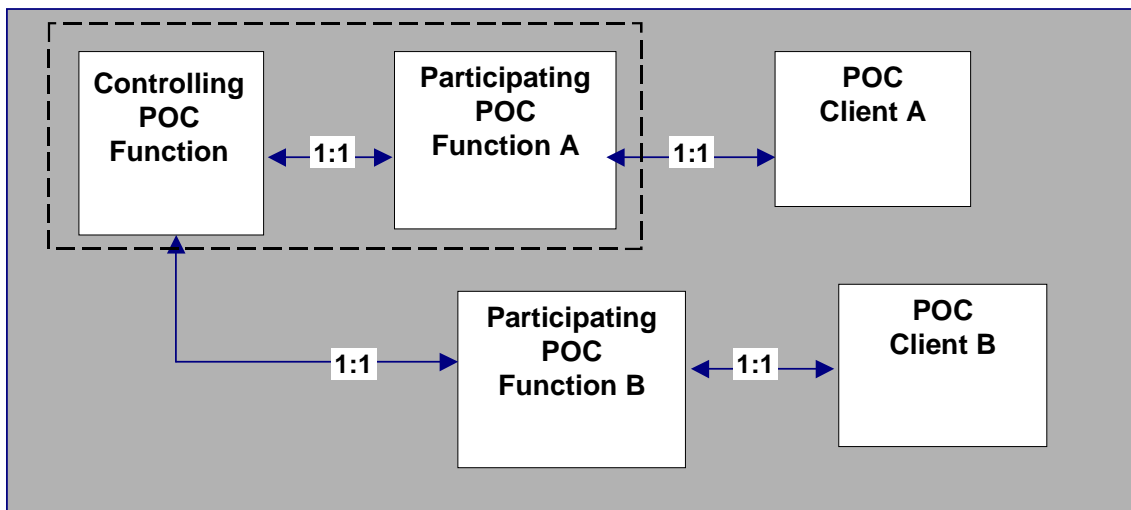 Controlling
POC
Function
1:1
Participating
POC
Function A
1:1
POC
Client A
1:1
Participating
POC
Function B
1:1
POC
Client B